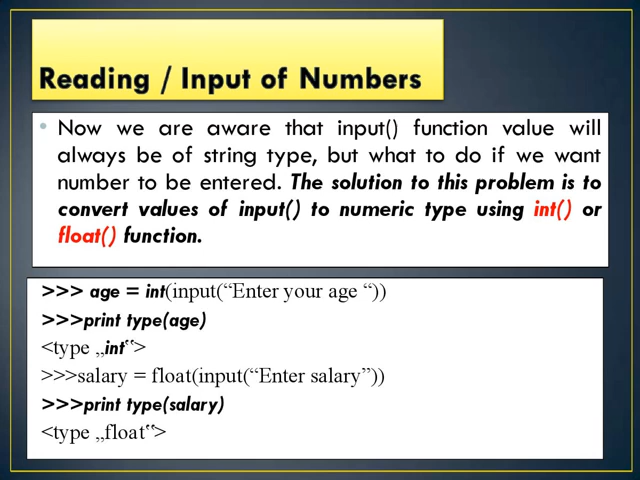 Reading / Input of Numbers
• Now we are aware that input() function value will
always be of string type, but what to do if we want
number to be entered. The solution to this problem is to
convert values of input() to numeric type using int() or
float() function.
>>> age = int(input(“Enter your age “))
>>>print type(age)
<type „int‟>
>>>salary = float(input(“Enter salary”))
>>>print type(salary)
<type „float‟>